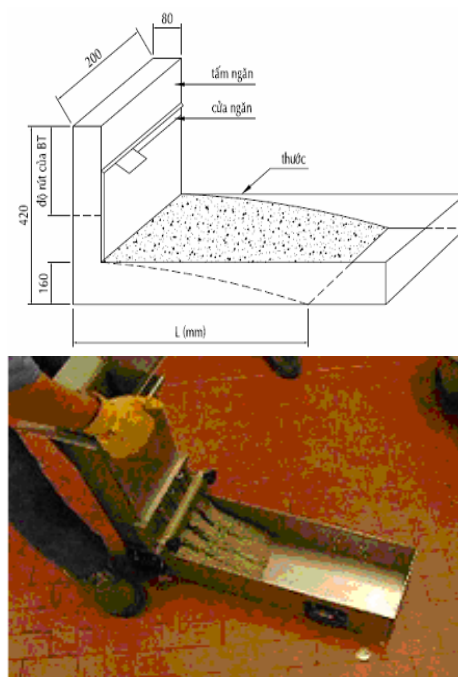 80
200
tấm ngăn
cửa ngăn
thước
độ rút của BT
420
160
L (mm)